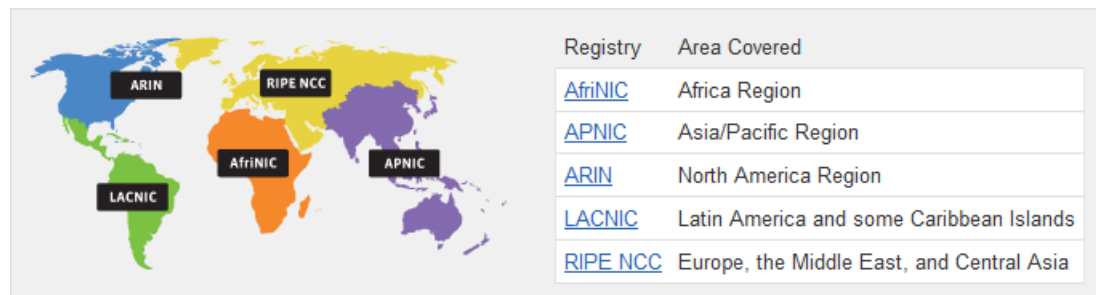 ARIN
RIPE NCC
AfriNIC
APNIC
LACNIC
Registry Area Covered
AfriNIC Africa Region
APNIC Asia/Pacific Region
ARIN North America Region
LACNIC Latin America and some Caribbean Islands
RIPE NCC Europe, the Middle East, and Central Asia